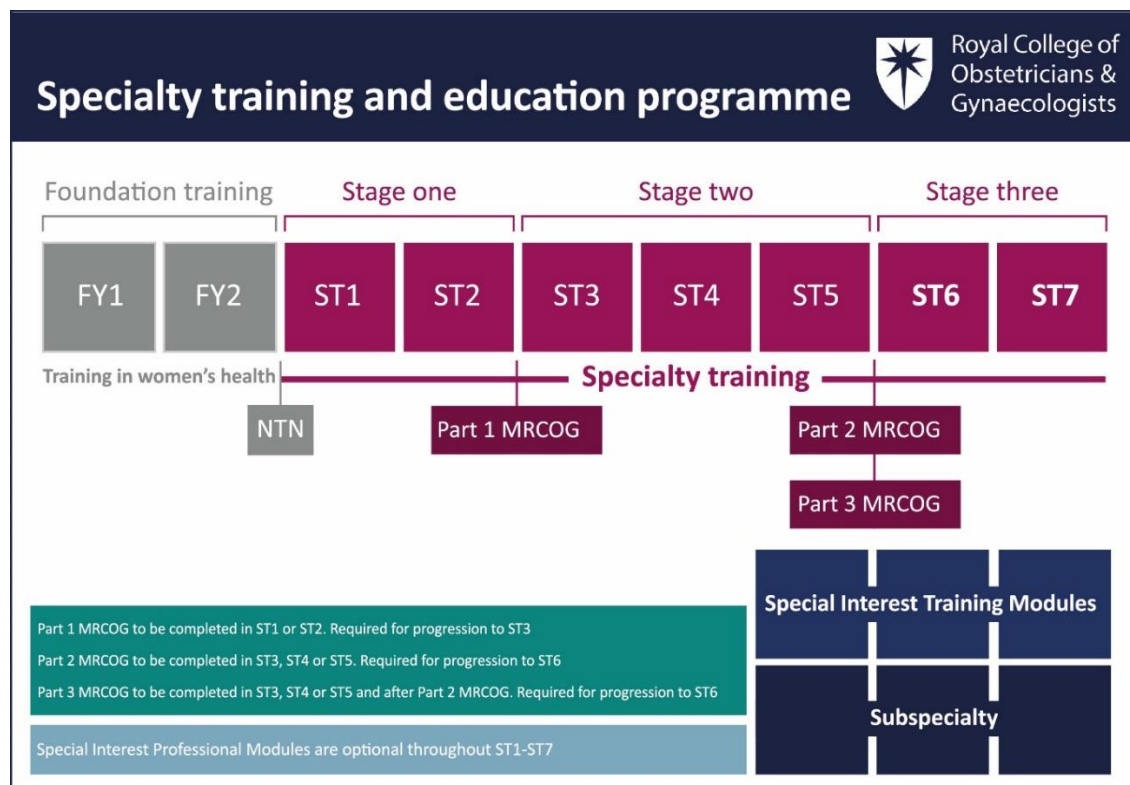 Specialty training and education programme
Royal College of
Obstetricians &
Gynaecologists
Foundation training
Stage one
Stage two
Stage three
FY1
FY2
ST1
ST2
ST3
ST4
ST5
ST6
ST7
Training in women's health
Specialty training
NTN
Part 1 MRCOG
Part 2 MRCOG
Part 3 MRCOG
Part 1 MRCOG to be completed in ST1 or ST2. Required for progression to ST3
Part 2 MRCOG to be completed in ST3, ST4 or ST5. Required for progression to ST6
Part 3 MRCOG to be completed in ST3, ST4 or ST5 and after Part 2 MRCOG. Required for progression to ST6
Special Interest Professional Modules are optional throughout ST1-ST7
Special Interest Training Modules
Subspecialty